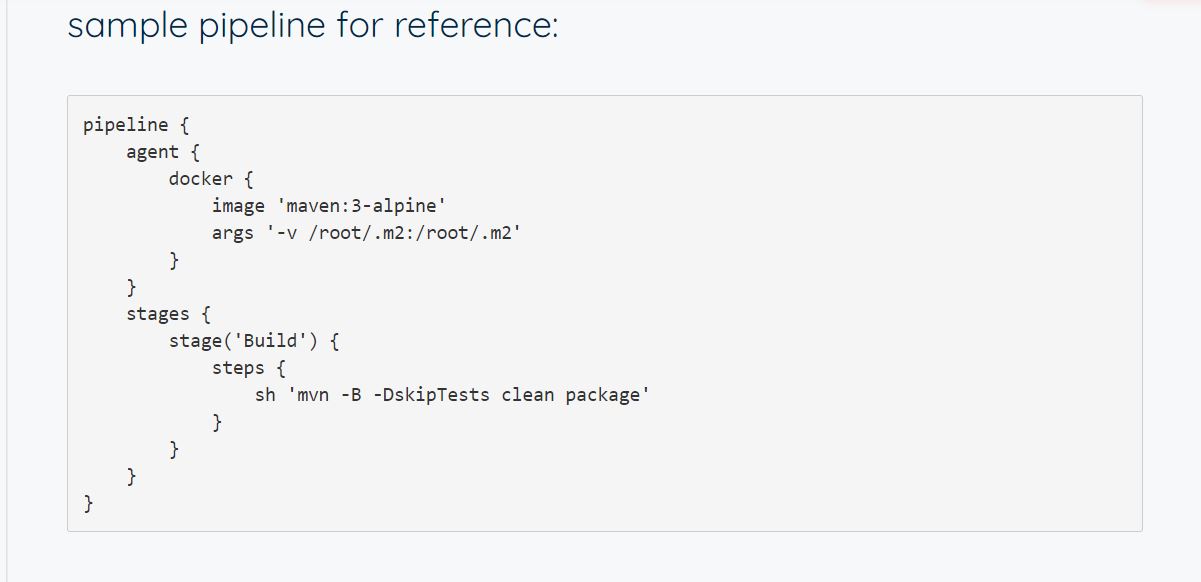 sample pipeline for reference:
pipeline {
    agent {
        docker {
            image 'maven:3-alpine'
            args '-v /root/.m2:/root/.m2'
        }
    }
    stages {
        stage('Build') {
            steps {
                sh 'mvn -B -DskipTests clean package'
            }
        }
    }
}